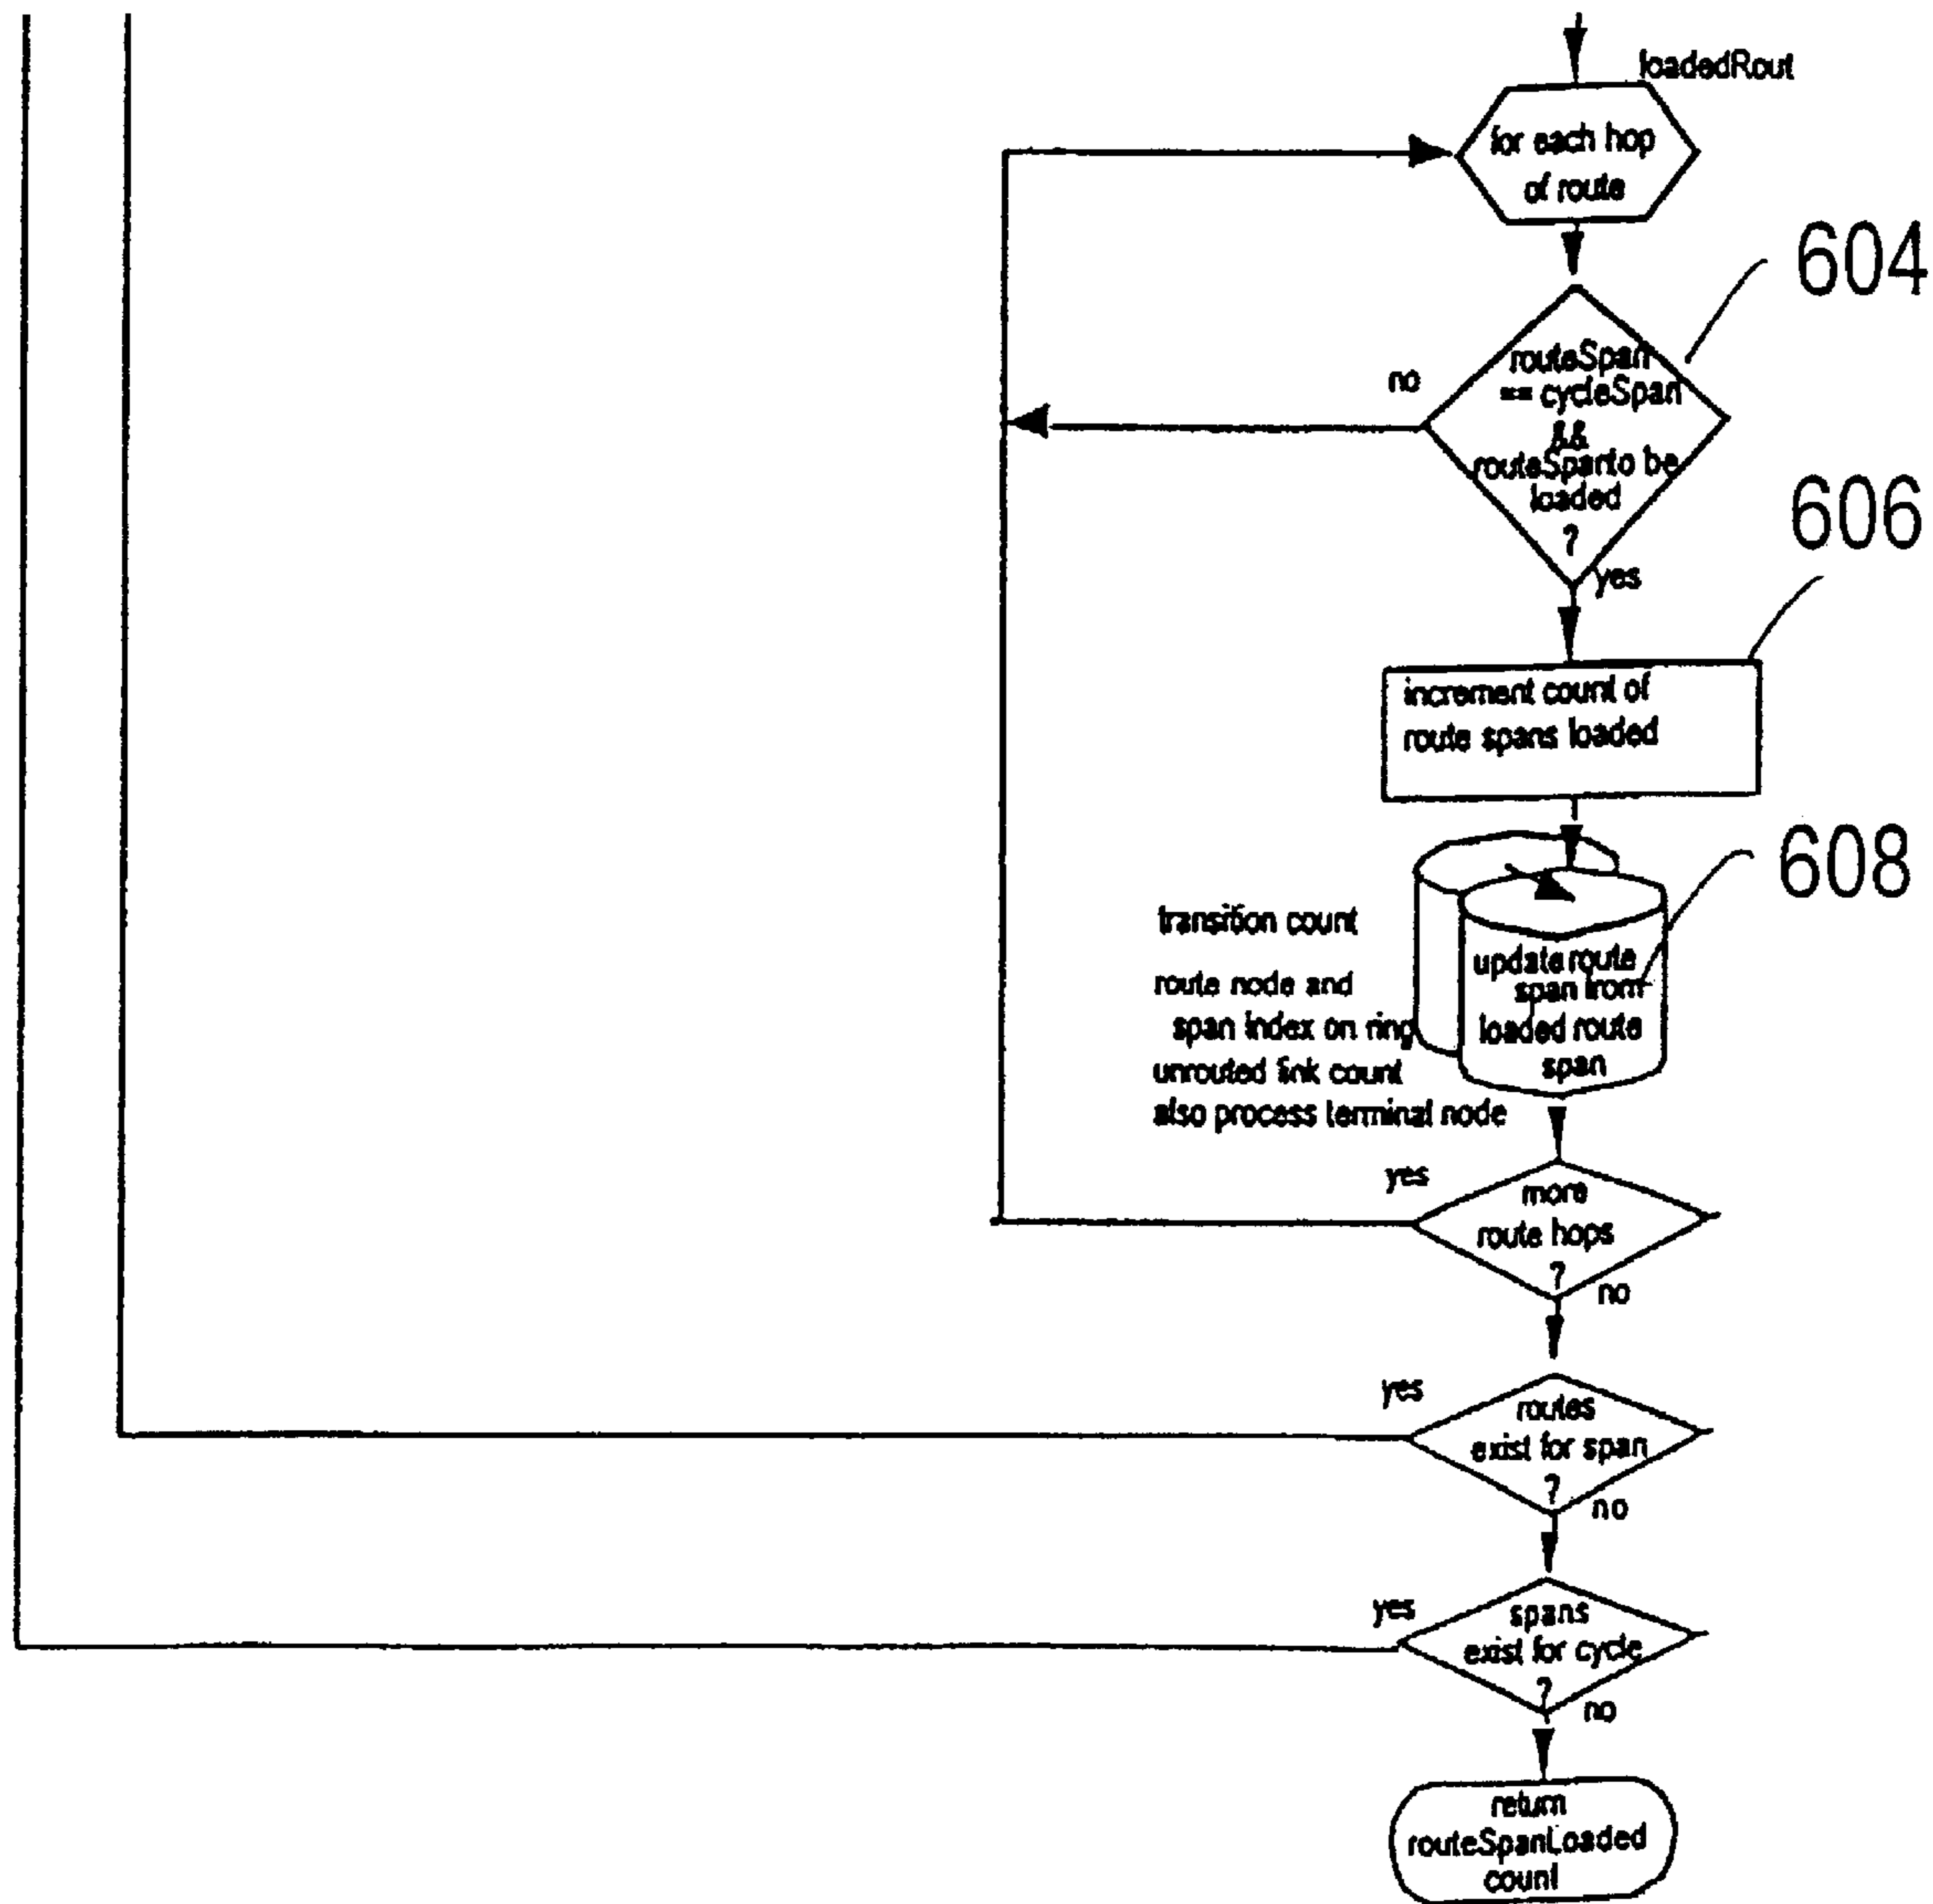 loadedRout
for each hop
of route
604
routeSpan
== cycleSpan
&&
routeSpan to be
loaded
?
no
yes
606
increment count of
route spans loaded
608
transition count
route node and
span index on ring
unrouted link count
also process terminal node
update route
span from
loaded route
span
yes
more
route hops
?
no
yes
routes
exist for span
?
no
yes
spans
exist for cycle
?
no
return
routeSpanLoaded
count